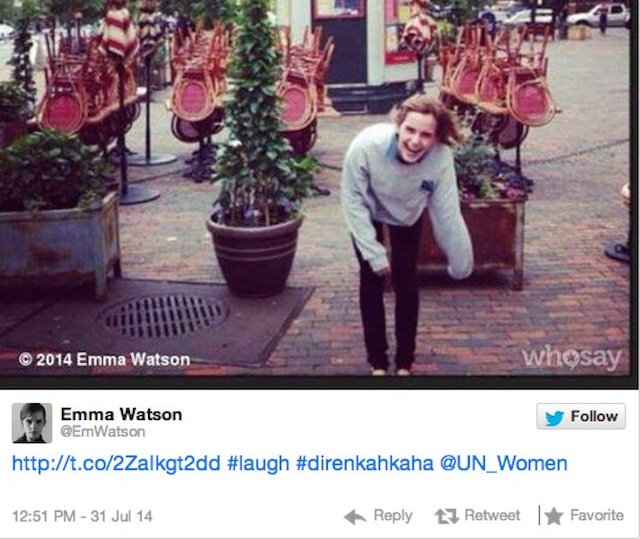 © 2014 Emma Watson
whosay
Emma Watson
@EmWatson
Follow
http://t.co/2Zalkgt2dd #laugh #direnkahkaha @UN_Women
12:51 PM - 31 Jul 14
Reply
Retweet
Favorite